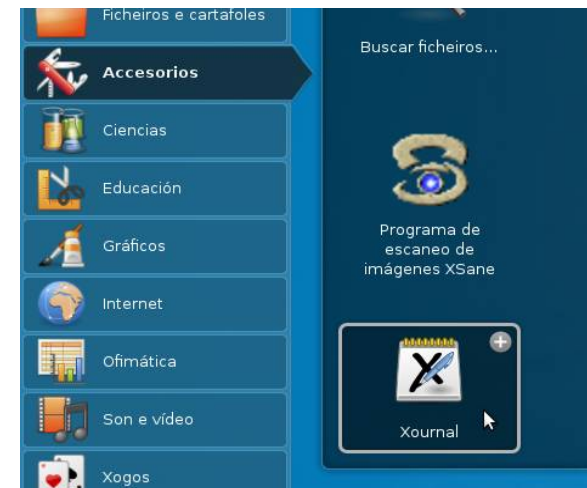 Ficheiros e cartafoles
Accesorios
Ciencias
Educación
Gráficos
Internet
Ofimática
Son e vídeo
Xogos
Buscar ficheiros...
Programa de
escaneo de
imágenes XSane
Xournal